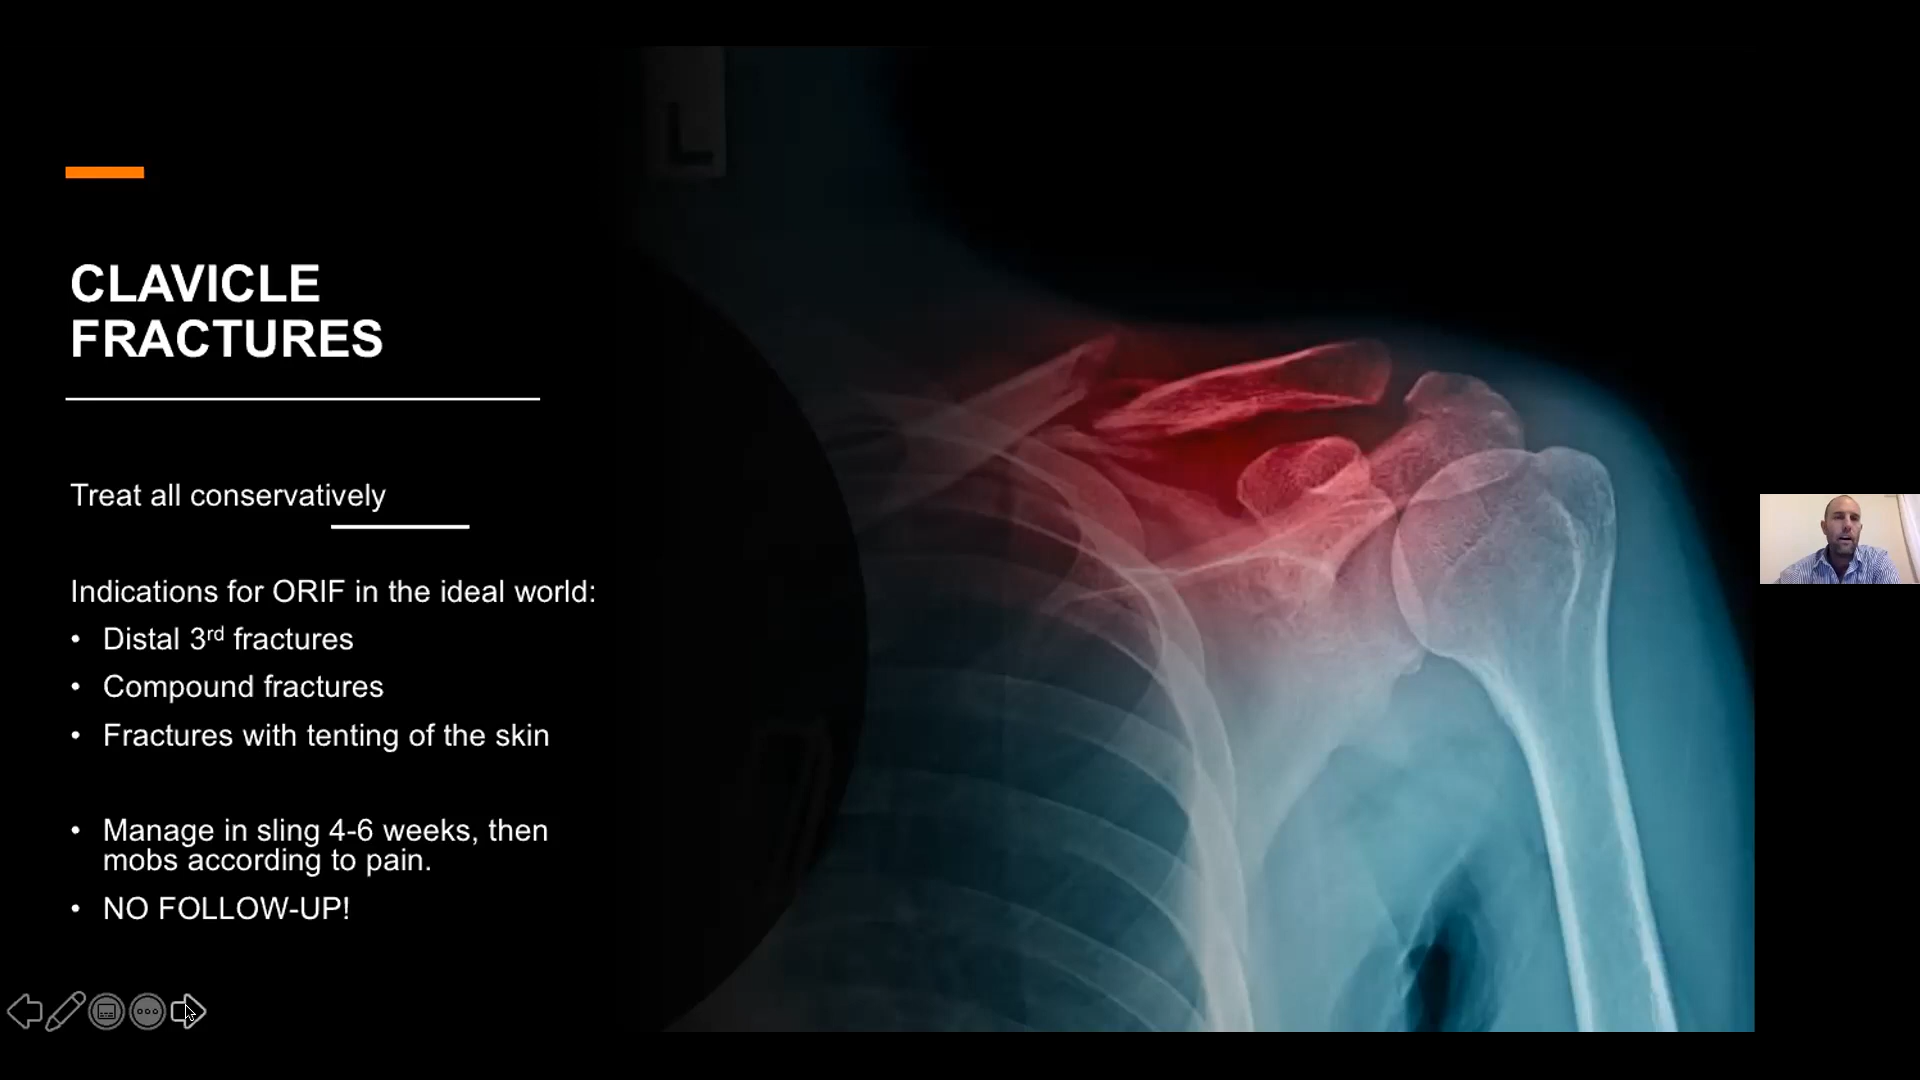 L
CLAVICLE
FRACTURES
Treat all conservatively
Indications for ORIF in the ideal world:
• Distal 3rd fractures
• Compound fractures
• Fractures with tenting of the skin
• Manage in sling 4-6 weeks, then
mobs according to pain.
• NO FOLLOW-UP!